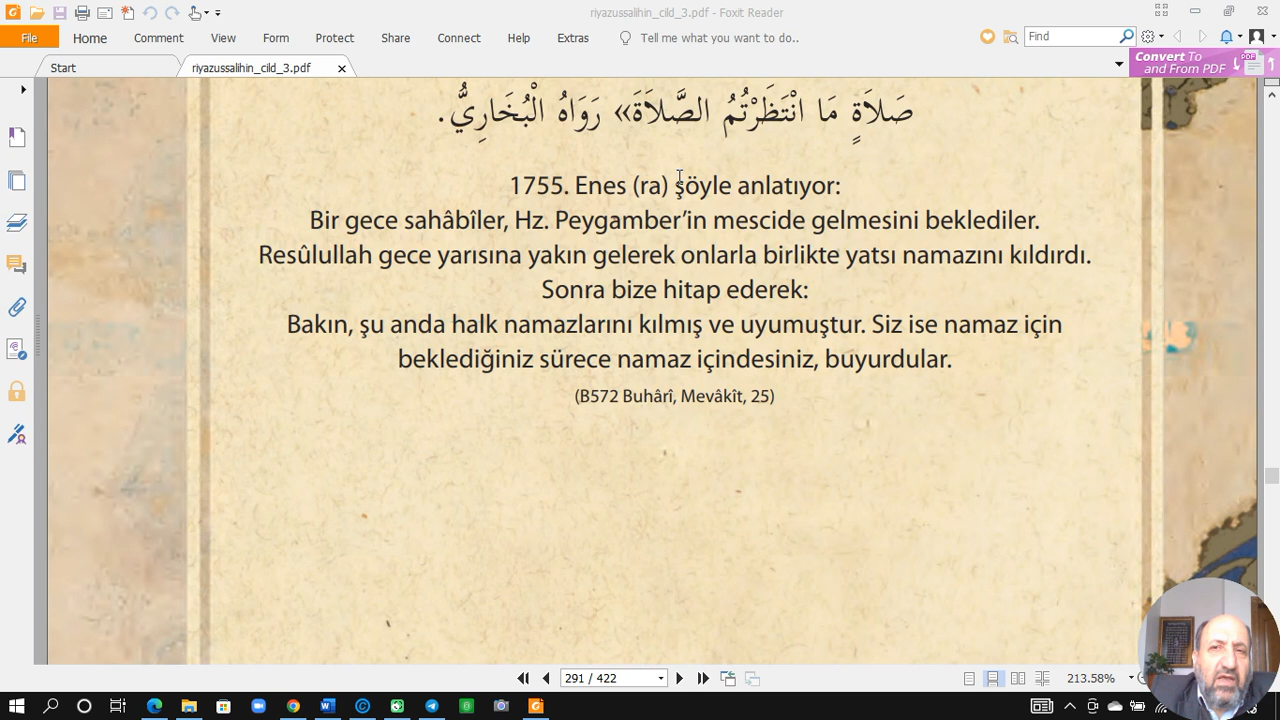 riyazussalihin_cild_3.pdf - Foxit Reader
File Home Comment View Form Protect Share Connect Help Extras Tell me what you want to do.. Find
Start riyazussalihin_cild_3.pdf Convert To
and From PDF
صَلَاةٍ مَا انْتَظَرْتُمُ الصَّلَاةَ» رَوَاهُ الْبُخَارِيُّ.
1755. Enes (ra) şöyle anlatıyor:
Bir gece sahâbîler, Hz. Peygamber’in mescide gelmesini beklediler.
Resûlullah gece yarısına yakın gelerek onlarla birlikte yatsı namazını kıldırdı.
Sonra bize hitap ederek:
Bakın, şu anda halk namazlarını kılmış ve uyumuştur. Siz ise namaz için
beklediğiniz sürece namaz içindesiniz, buyurdular.
(B572 Buhârî, Mevâkît, 25)
291 / 422 213.58%